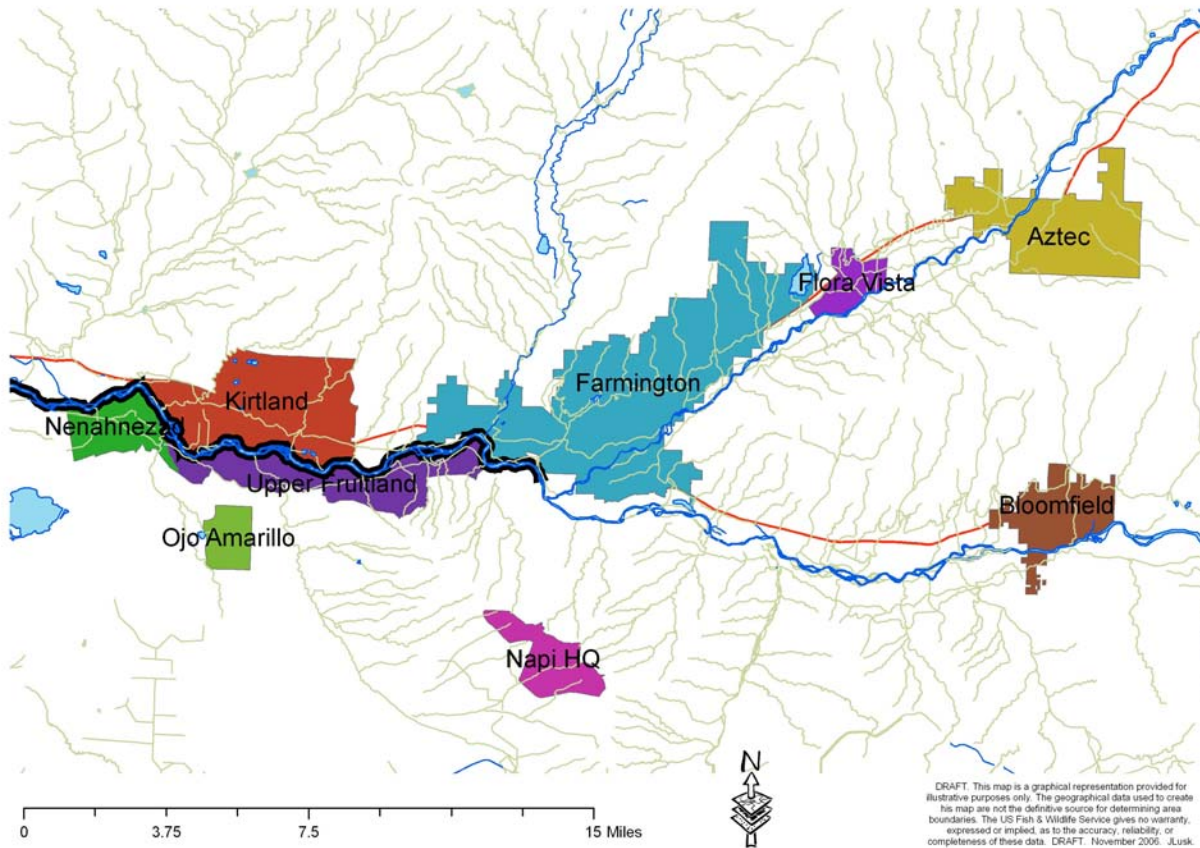 Aztec
Flora Vista
Farmington
Kirtland
Nenahnezad
Upper Fruitland
Bloomfield
Ojo Amarillo
Napi HQ
N
0 3.75 7.5 15 Miles
DRAFT. This map is a graphical representation provided for
illustrative purposes only. The geographical data used to create
his map are not the definitive source for determining area
boundaries. The US Fish & Wildlife Service gives no warranty,
expressed or implied, as to the accuracy, reliability, or
completeness of these data. DRAFT. November 2006. JLusk